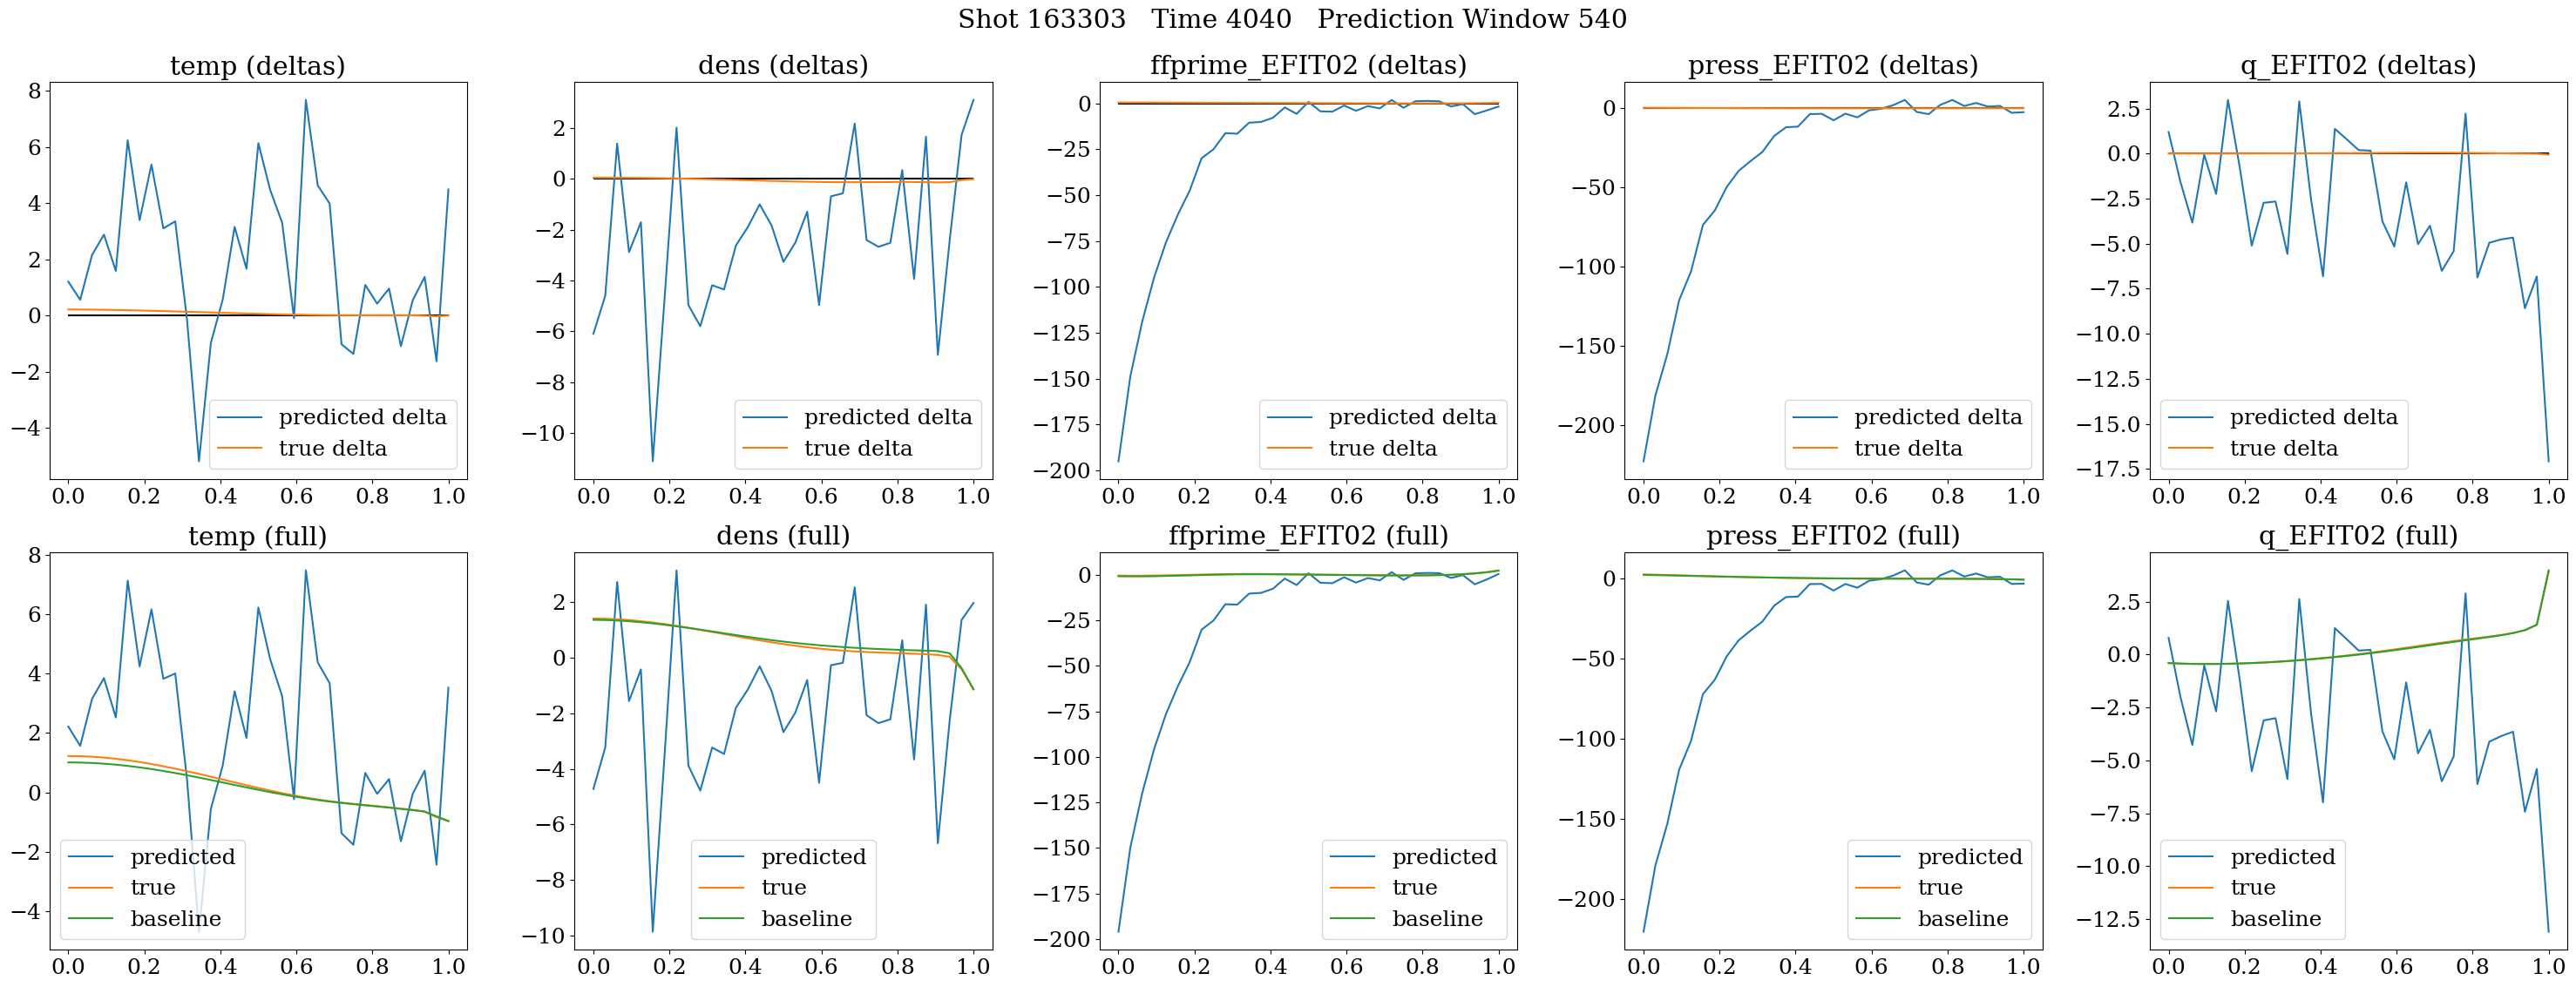 Shot 163303   Time 4040   Prediction Window 540
temp (deltas)
8
6
4
2
0
−2
−4
0.0 0.2 0.4 0.6 0.8 1.0
predicted delta
true delta
dens (deltas)
2
0
−2
−4
−6
−8
−10
0.0 0.2 0.4 0.6 0.8 1.0
predicted delta
true delta
ffprime_EFIT02 (deltas)
0
−25
−50
−75
−100
−125
−150
−175
−200
0.0 0.2 0.4 0.6 0.8 1.0
predicted delta
true delta
press_EFIT02 (deltas)
0
−50
−100
−150
−200
0.0 0.2 0.4 0.6 0.8 1.0
predicted delta
true delta
q_EFIT02 (deltas)
2.5
0.0
−2.5
−5.0
−7.5
−10.0
−12.5
−15.0
−17.5
0.0 0.2 0.4 0.6 0.8 1.0
predicted delta
true delta
temp (full)
8
6
4
2
0
−2
−4
0.0 0.2 0.4 0.6 0.8 1.0
predicted
true
baseline
dens (full)
2
0
−2
−4
−6
−8
−10
0.0 0.2 0.4 0.6 0.8 1.0
predicted
true
baseline
ffprime_EFIT02 (full)
0
−25
−50
−75
−100
−125
−150
−175
−200
0.0 0.2 0.4 0.6 0.8 1.0
predicted
true
baseline
press_EFIT02 (full)
0
−50
−100
−150
−200
0.0 0.2 0.4 0.6 0.8 1.0
predicted
true
baseline
q_EFIT02 (full)
2.5
0.0
−2.5
−5.0
−7.5
−10.0
−12.5
0.0 0.2 0.4 0.6 0.8 1.0
predicted
true
baseline